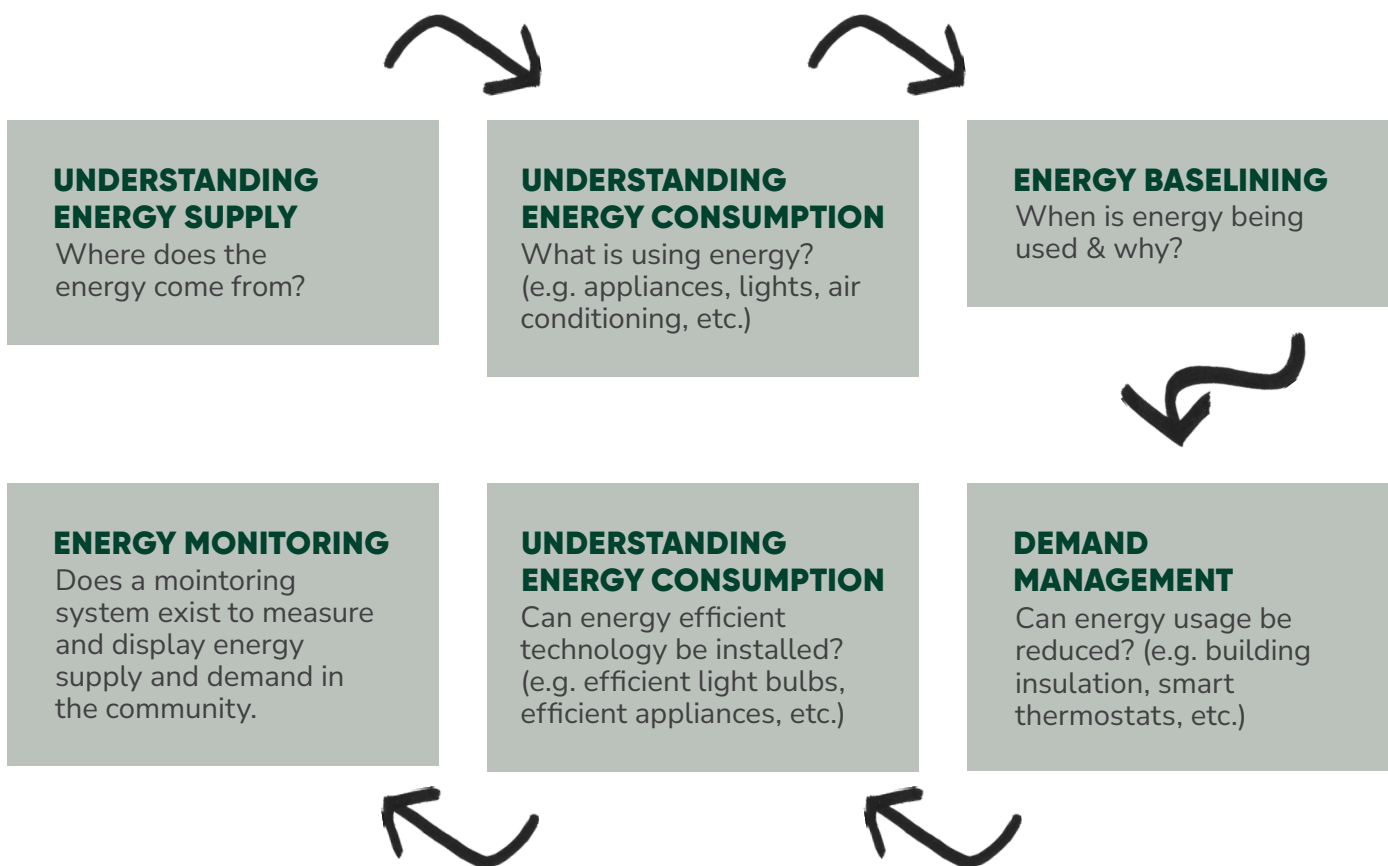 UNDERSTANDING
ENERGY SUPPLY
Where does the
energy come from?
UNDERSTANDING
ENERGY CONSUMPTION
What is using energy?
(e.g. appliances, lights, air
conditioning, etc.)
ENERGY BASELINING
When is energy being
used & why?
DEMAND
MANAGEMENT
Can energy usage be
reduced? (e.g. building
insulation, smart
thermostats, etc.)
UNDERSTANDING
ENERGY CONSUMPTION
Can energy efficient
technology be installed?
(e.g. efficient light bulbs,
efficient appliances, etc.)
ENERGY MONITORING
Does a mointoring
system exist to measure
and display energy
supply and demand in
the community.